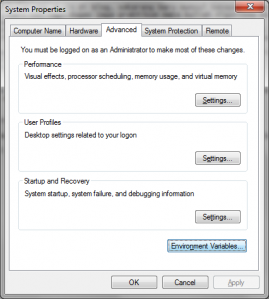 System Properties
Computer Name Hardware Advanced System Protection Remote
You must be logged on as an Administrator to make most of these changes.
Performance
Visual effects, processor scheduling, memory usage, and virtual memory
Settings...
User Profiles
Desktop settings related to your logon
Settings...
Startup and Recovery
System startup, system failure, and debugging information
Settings...
Environment Variables...
OK Cancel Apply